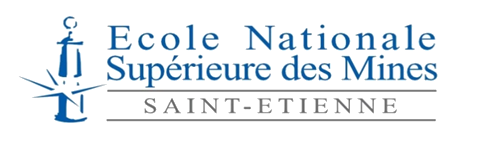 Ecole Nationale
Supérieure des Mines
SAINT-ETIENNE